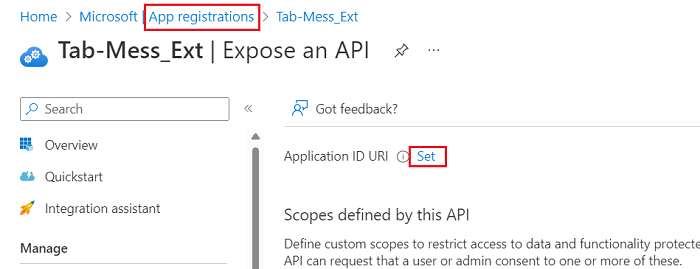 Home > Microsoft | App registrations > Tab-Mess_Ext
Tab-Mess_Ext | Expose an API ...
Search
«
Got feedback?
Overview
Quickstart
Integration assistant
Manage
Application ID URI Set
Scopes defined by this API
Define custom scopes to restrict access to data and functionality protecte
API can request that a user or admin consent to one or more of these.